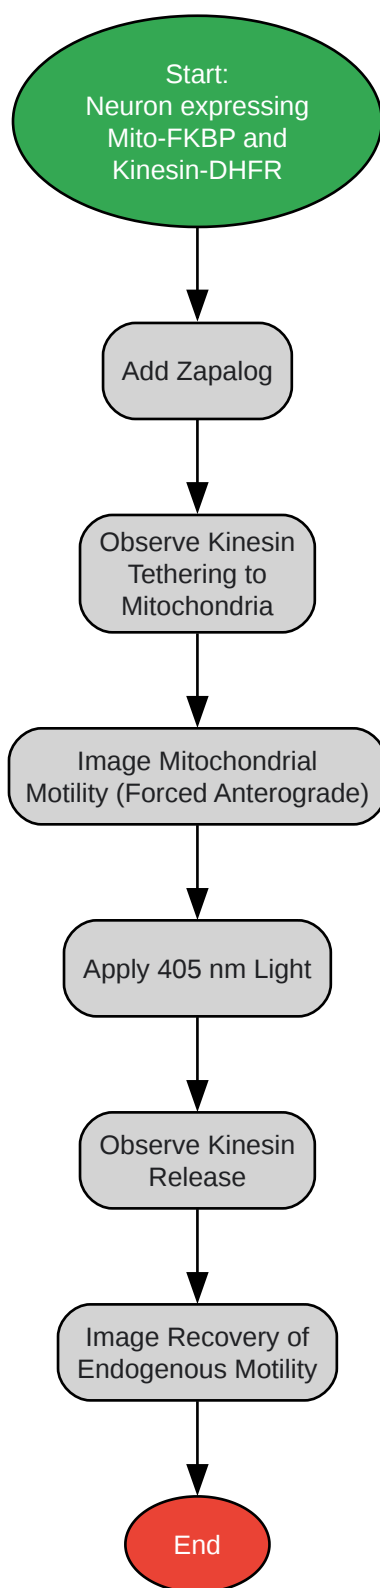 Start:
Neuron expressing
Mito-FKBP and
Kinesin-DHFR
Add Zapalog
Observe Kinesin
Tethering to
Mitochondria
Image Mitochondrial
Motility (Forced Anterograde)
Apply 405 nm Light
Observe Kinesin
Release
Image Recovery of
Endogenous Motility
End